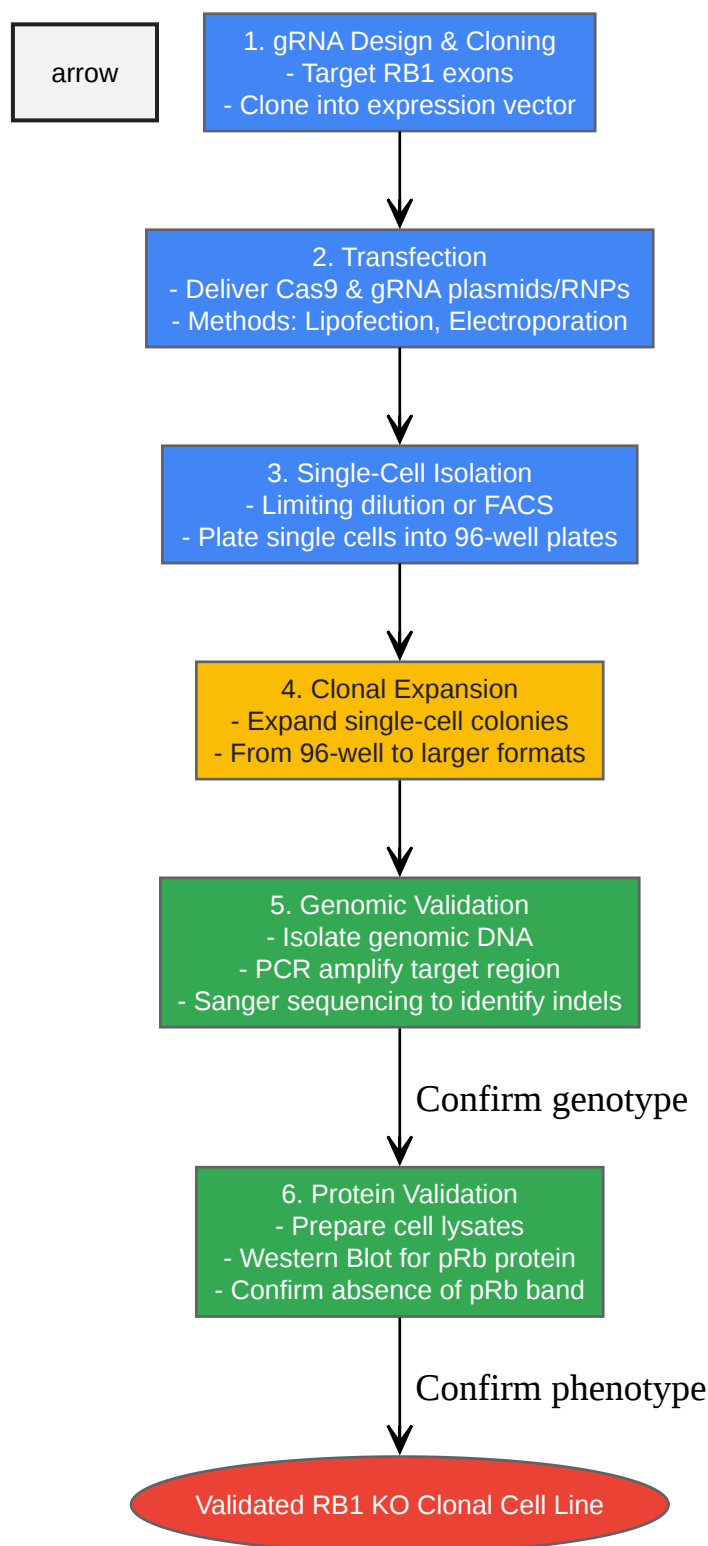 arrow
1. gRNA Design & Cloning
- Target RB1 exons
- Clone into expression vector
2. Transfection
- Deliver Cas9 & gRNA plasmids/RNPs
- Methods: Lipofection, Electroporation
3. Single-Cell Isolation
- Limiting dilution or FACS
- Plate single cells into 96-well plates
4. Clonal Expansion
- Expand single-cell colonies
- From 96-well to larger formats
5. Genomic Validation
- Isolate genomic DNA
- PCR amplify target region
- Sanger sequencing to identify indels
Confirm genotype
6. Protein Validation
- Prepare cell lysates
- Western Blot for pRb protein
- Confirm absence of pRb band
Confirm phenotype
Validated RB1 KO Clonal Cell Line